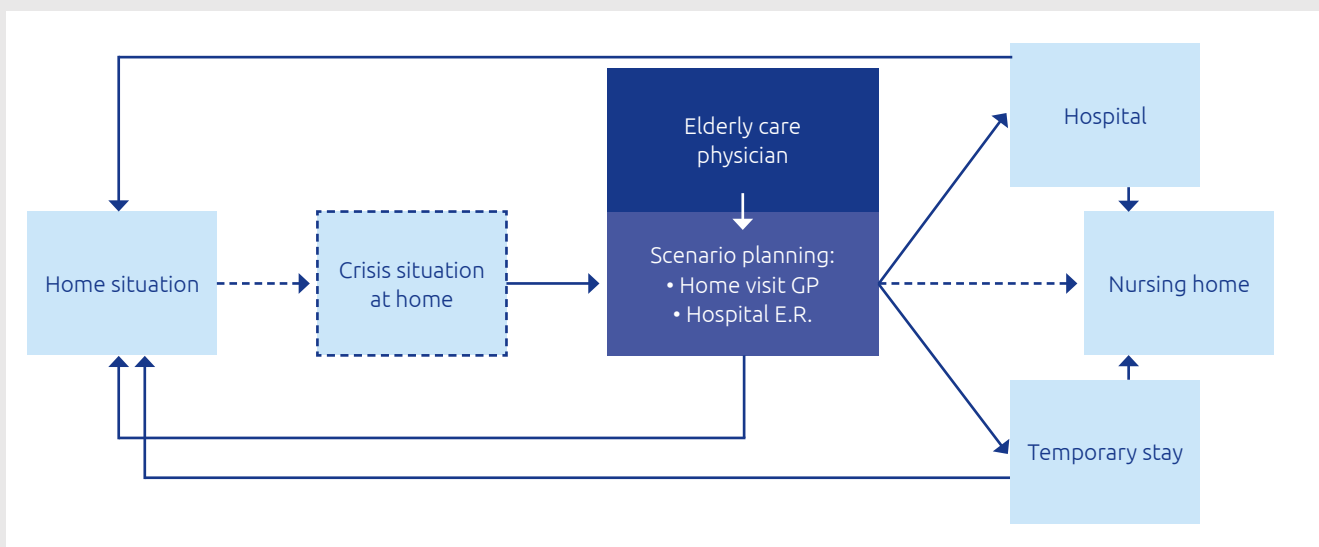 Elderly care
physician
Hospital
Home situation
Crisis situation
at home
Scenario planning:
• Home visit GP
• Hospital E.R.
Nursing home
Temporary stay